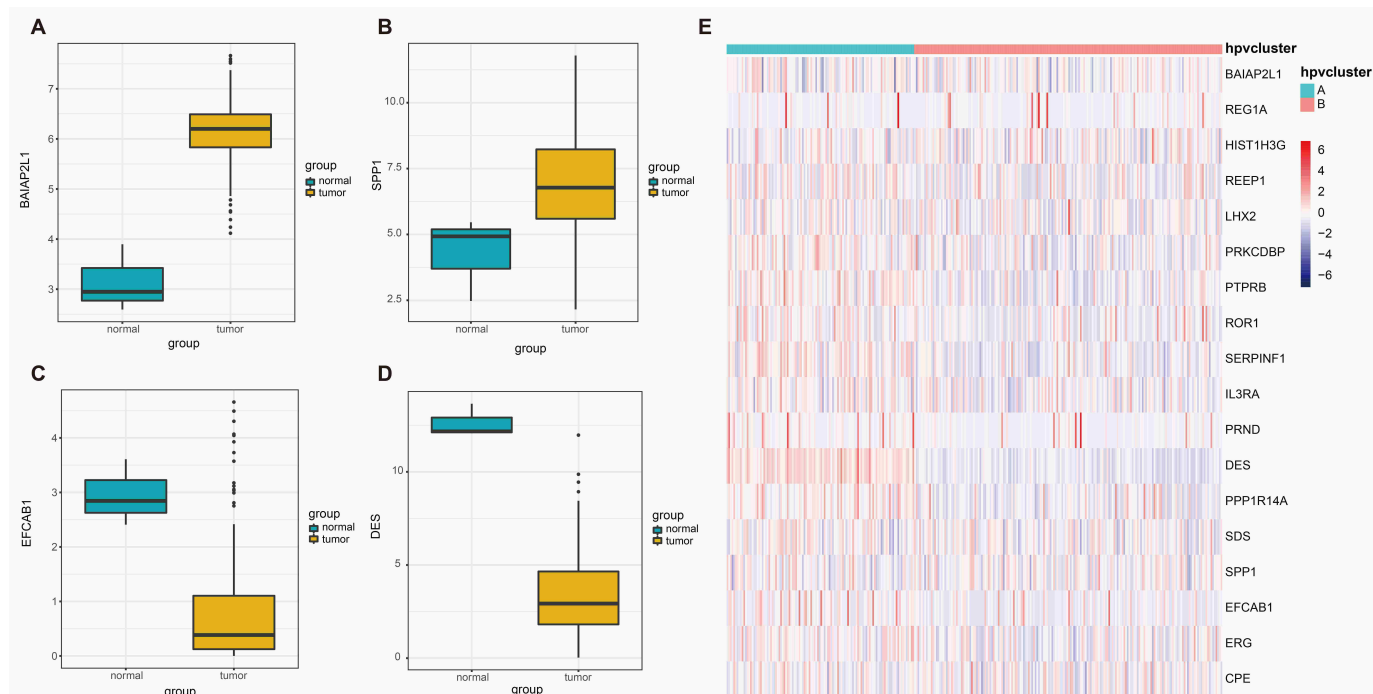 A
BAIAP2L1
7
6
5
4
3
normal
tumor
group
group
normal
tumor
B
SPP1
10.0
7.5
5.0
2.5
normal
tumor
group
group
normal
tumor
C
EFCAB1
4
3
2
1
0
normal
tumor
group
group
normal
tumor
D
DES
10
5
0
normal
tumor
group
group
normal
tumor
E
hpvcluster
BAIAP2L1
REG1A
HIST1H3G
REEP1
LHX2
PRKCDBP
PTPRB
ROR1
SERPINF1
IL3RA
PRND
DES
PPP1R14A
SDS
SPP1
EFCAB1
ERG
CPE
hpvcluster
A
B
6
4
2
0
−2
−4
−6